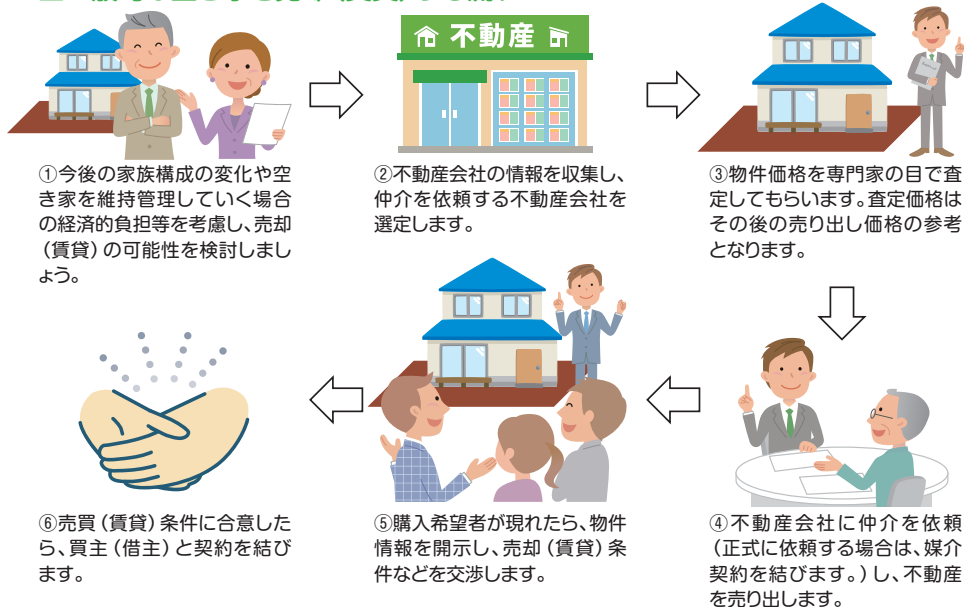 不動産
①今後の家族構成の変化や空
き家を維持管理していく場合
の経済的負担等を考慮し、売却
（賃貸）の可能性を検討しまし
ょう。
②不動産会社の情報を収集し、
仲介を依頼する不動産会社を
選定します。
③物件価格を専門家の目で査
定してもらいます。査定価格は
その後の売り出し価格の参考
となります。
④不動産会社に仲介を依頼
（正式に依頼する場合は、媒介
契約を結びます。）し、不動産
を売り出します。
⑤購入希望者が現れたら、物件
情報を開示し、売却（賃貸）条
件などを交渉します。
⑥売買（賃貸）条件に合意した
ら、買主（借主）と契約を結び
ます。